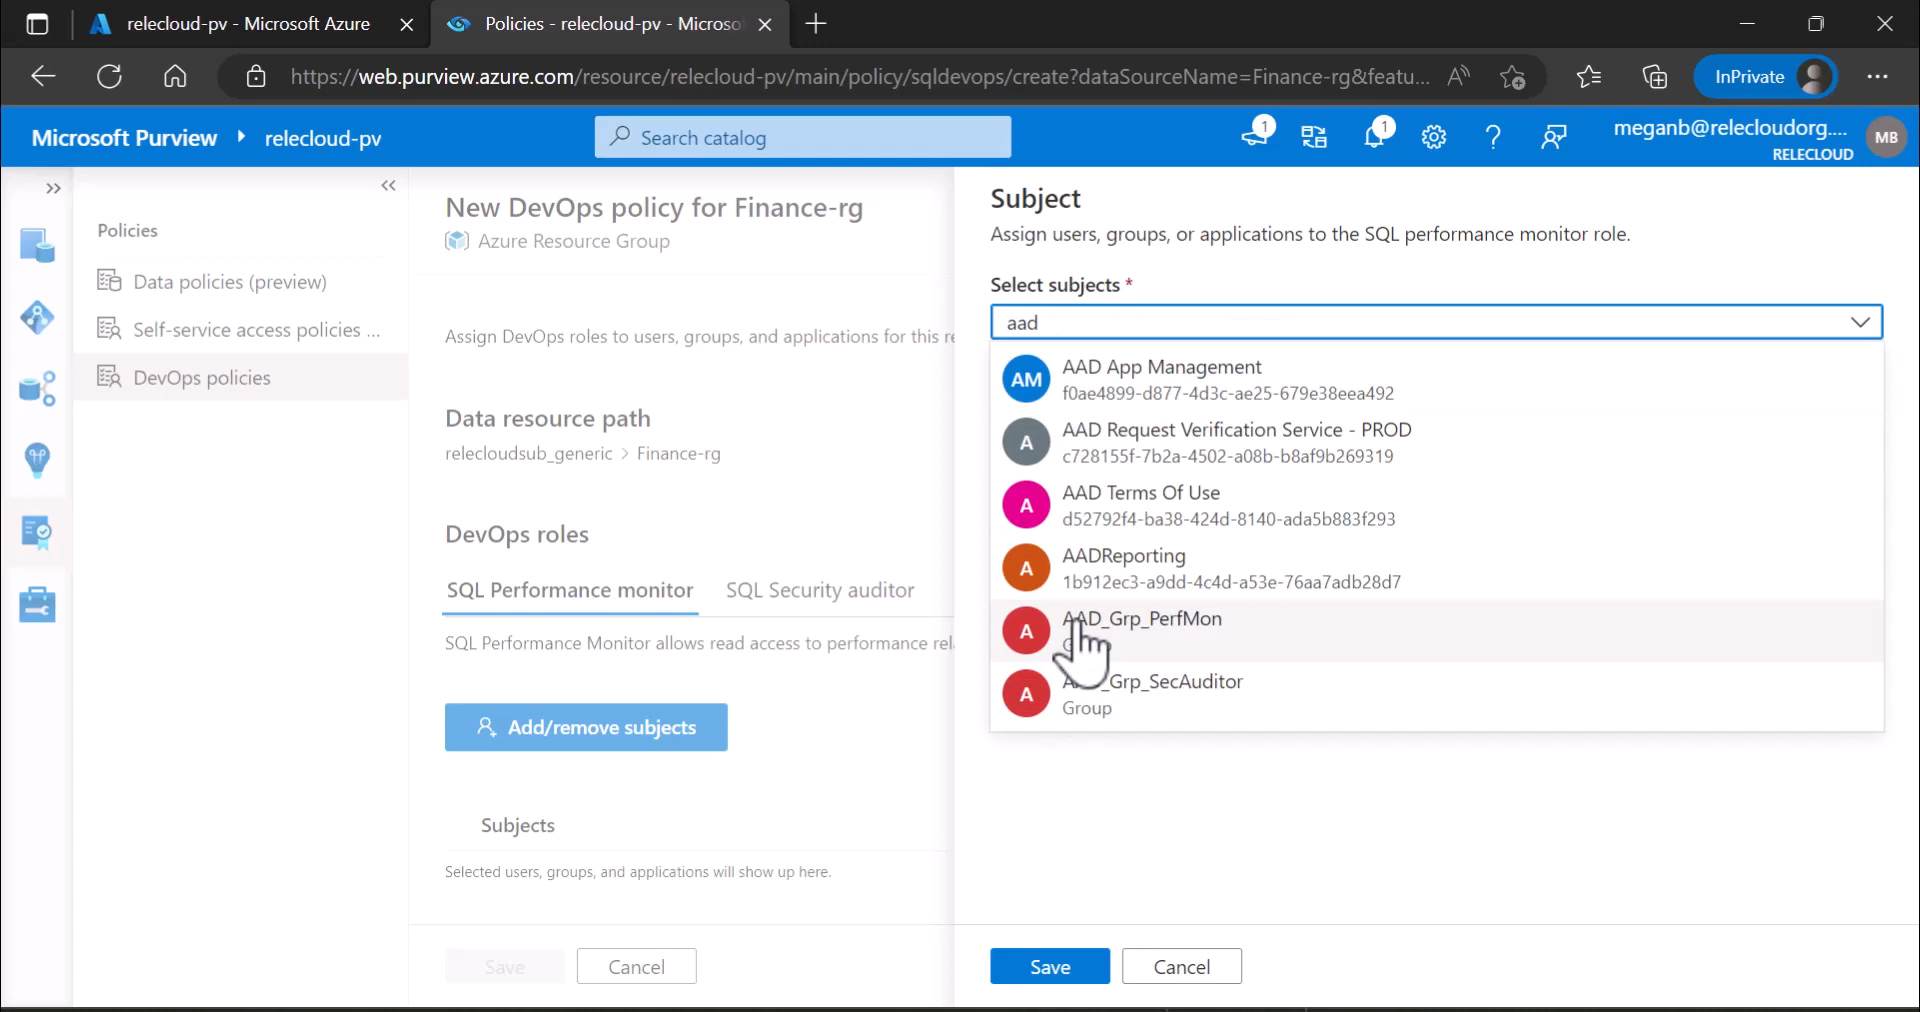 relecloud-pv - Microsoft Azure
Policies - relecloud-pv - Microso
https://web.purview.azure.com/resource/relecloud-pv/main/policy/sqldevops/create?dataSourceName=Finance-rg&featu...
InPrivate
Microsoft Purview
relecloud-pv
Search catalog
1
1
meganb@relecloudorg....
RELECLOUD
MB
Policies
Data policies (preview)
Self-service access policies ...
DevOps policies
New DevOps policy for Finance-rg
Azure Resource Group
Assign DevOps roles to users, groups, and applications for this re
Data resource path
relecloudsub_generic > Finance-rg
DevOps roles
SQL Performance monitor
SQL Security auditor
SQL Performance Monitor allows read access to performance rel
Add/remove subjects
Subjects
Selected users, groups, and applications will show up here.
Save
Cancel
Subject
Assign users, groups, or applications to the SQL performance monitor role.
Select subjects *
aad
AM
AAD App Management
f0ae4899-d877-4d3c-ae25-679e38eea492
A
AAD Request Verification Service - PROD
c728155f-7b2a-4502-a08b-b8af9b269319
A
AAD Terms Of Use
d52792f4-ba38-424d-8140-ada5b883f293
A
AADReporting
1b912ec3-a9dd-4c4d-a53e-76aa7adb28d7
A
AAD_Grp_PerfMon
A
_Grp_SecAuditor
Group
Save
Cancel